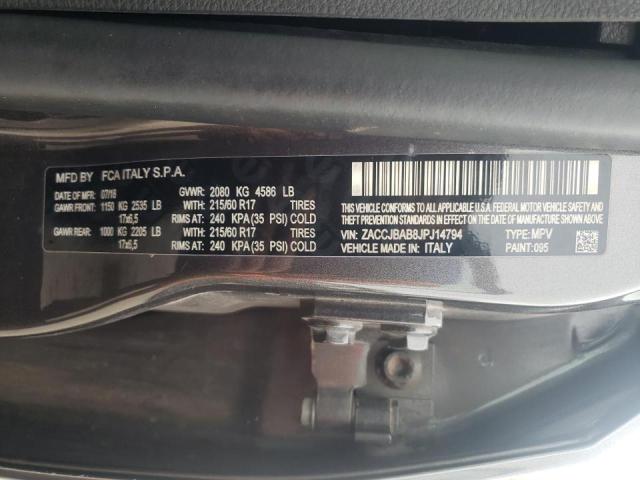 MFD BY FCA ITALY S.P.A.
DATE OF MFR: 07/18 GVWR: 2080 KG 4586 LB
GAWR FRONT: 1150 KG 2535 LB WITH: 215/60 R17 TIRES
17x6,5 RIMS AT: 240 KPA (35 PSI) COLD
GAWR REAR: 1000 KG 2205 LB WITH: 215/60 R17 TIRES
17x6,5 RIMS AT: 240 KPA (35 PSI) COLD
THIS VEHICLE CONFORMS TO ALL APPLICABLE U.S.A. FEDERAL MOTOR VEHICLE
SAFETY, BUMPER, AND THEFT PREVENTION STANDARDS IN EFFECT ON THE DATE OF
MANUFACTURE SHOWN ABOVE.
VIN: ZACCJBAB8JPJ14794 TYPE: MPV
VEHICLE MADE IN: ITALY PAINT: 095